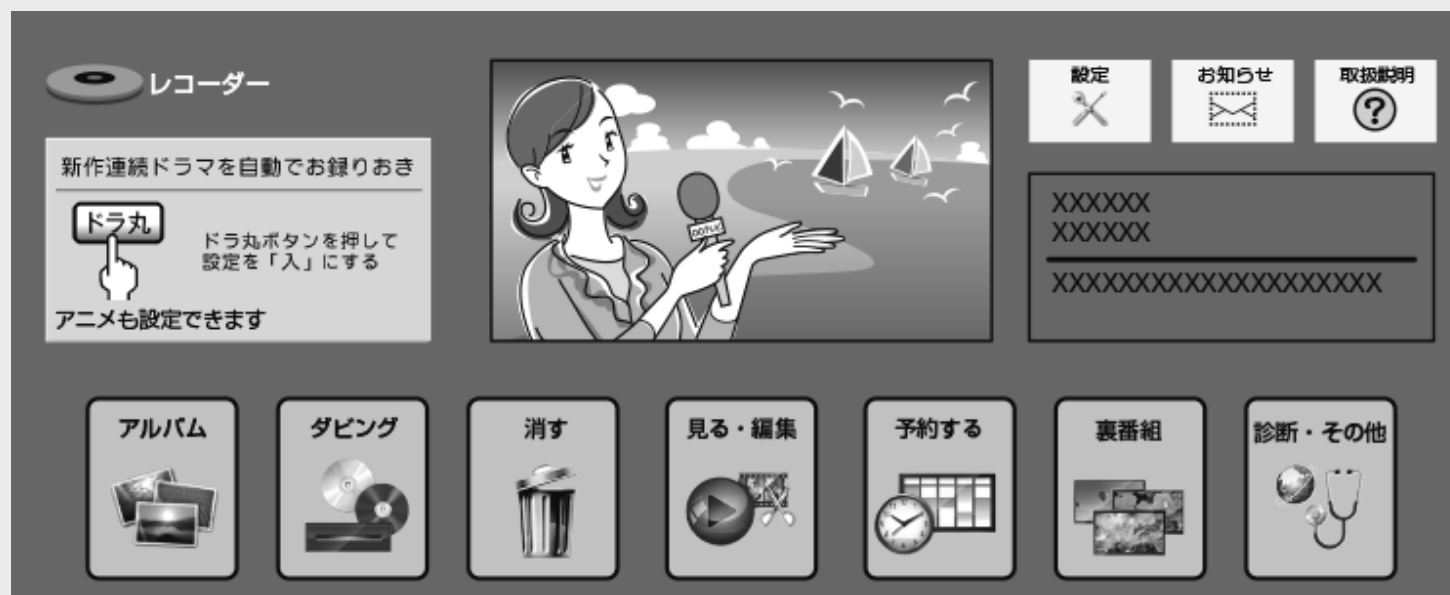 レコーダー
新作連続ドラマを自動でお録りおき
ドラ丸
ドラ丸ボタンを押して
設定を「入」にする
アニメも設定できます
設定
お知らせ
取扱説明
XXXXXX
XXXXXX
XXXXXXXXXXXXXXXXXXXX
アルバム
ダビング
消す
見る・編集
予約する
裏番組
診断・その他